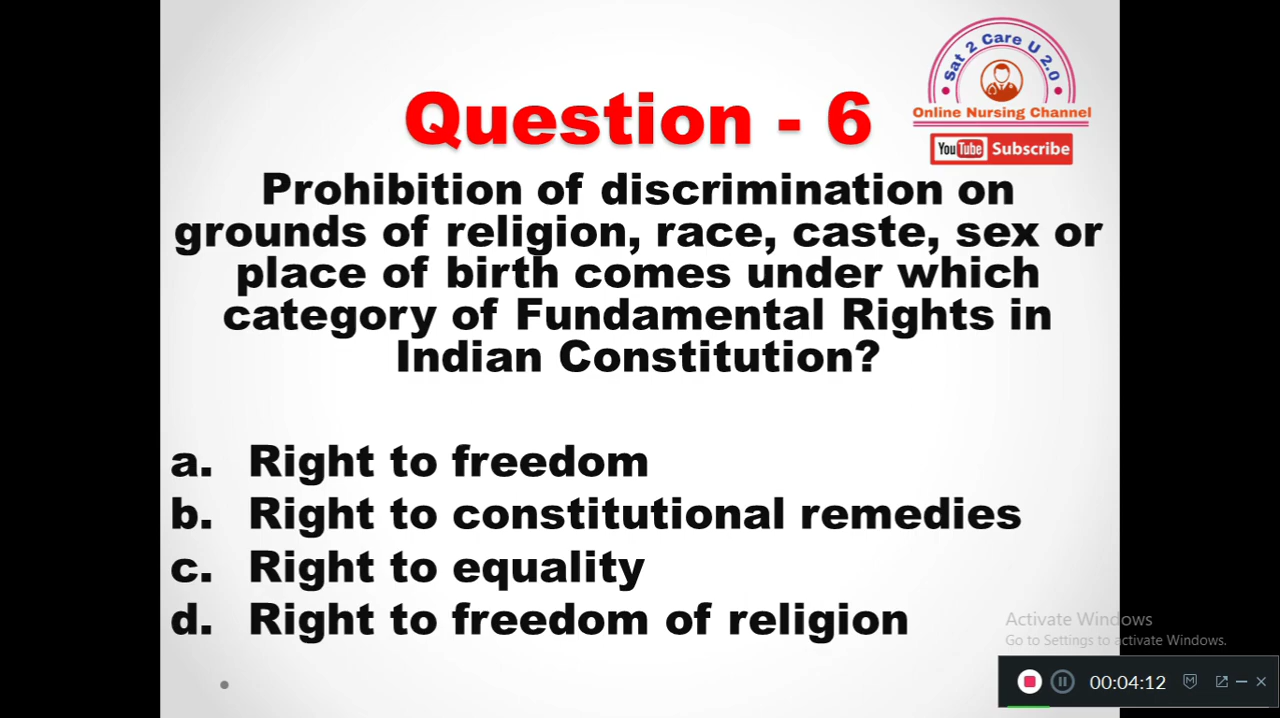 Sat 2 Care U 2.0
Online Nursing Channel
YouTube Subscribe
Question - 6
Prohibition of discrimination on
grounds of religion, race, caste, sex or
place of birth comes under which
category of Fundamental Rights in
Indian Constitution?
a. Right to freedom
b. Right to constitutional remedies
c. Right to equality
d. Right to freedom of religion
Activate Windows
Go to Settings to activate Windows.
00:04:12